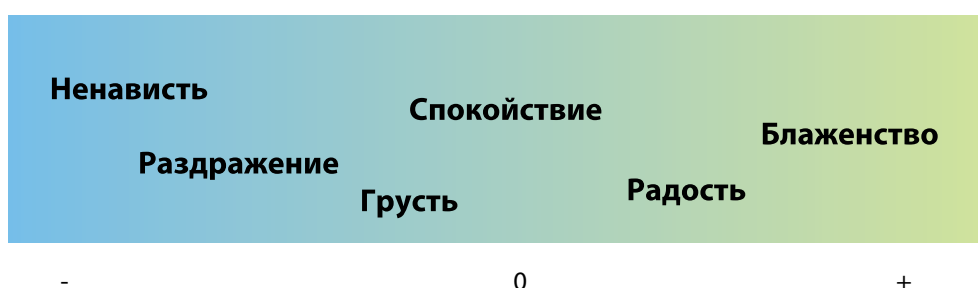 Ненависть
Спокойствие
Блаженство
Раздражение
Радость
Грусть
- 0 +